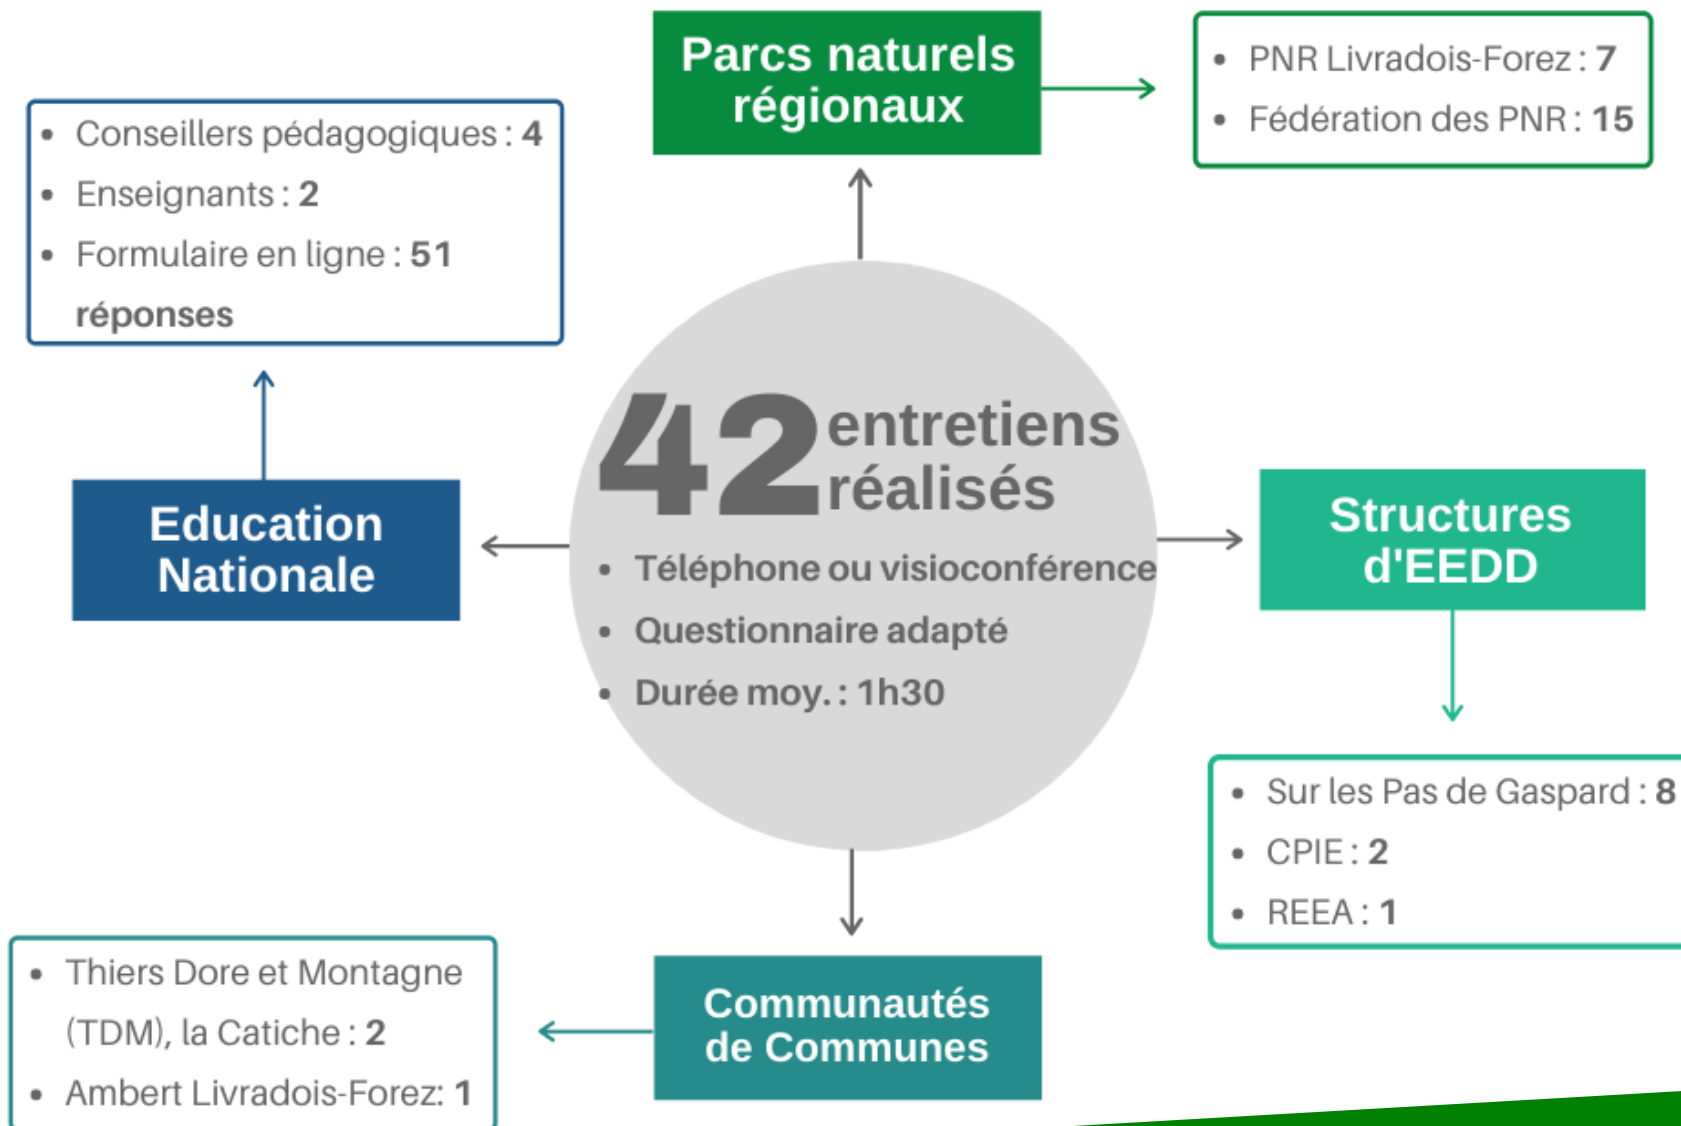 Parcs naturels
régionaux
• PNR Livradois-Forez : 7
• Fédération des PNR : 15
• Conseillers pédagogiques : 4
• Enseignants : 2
• Formulaire en ligne : 51
réponses
42 entretiens
réalisés
• Téléphone ou visioconférence
• Questionnaire adapté
• Durée moy. : 1h30
Education
Nationale
Structures
d'EEDD
• Sur les Pas de Gaspard : 8
• CPIE : 2
• REEA : 1
Communautés
de Communes
• Thiers Dore et Montagne
(TDM), la Catiche : 2
• Ambert Livradois-Forez: 1